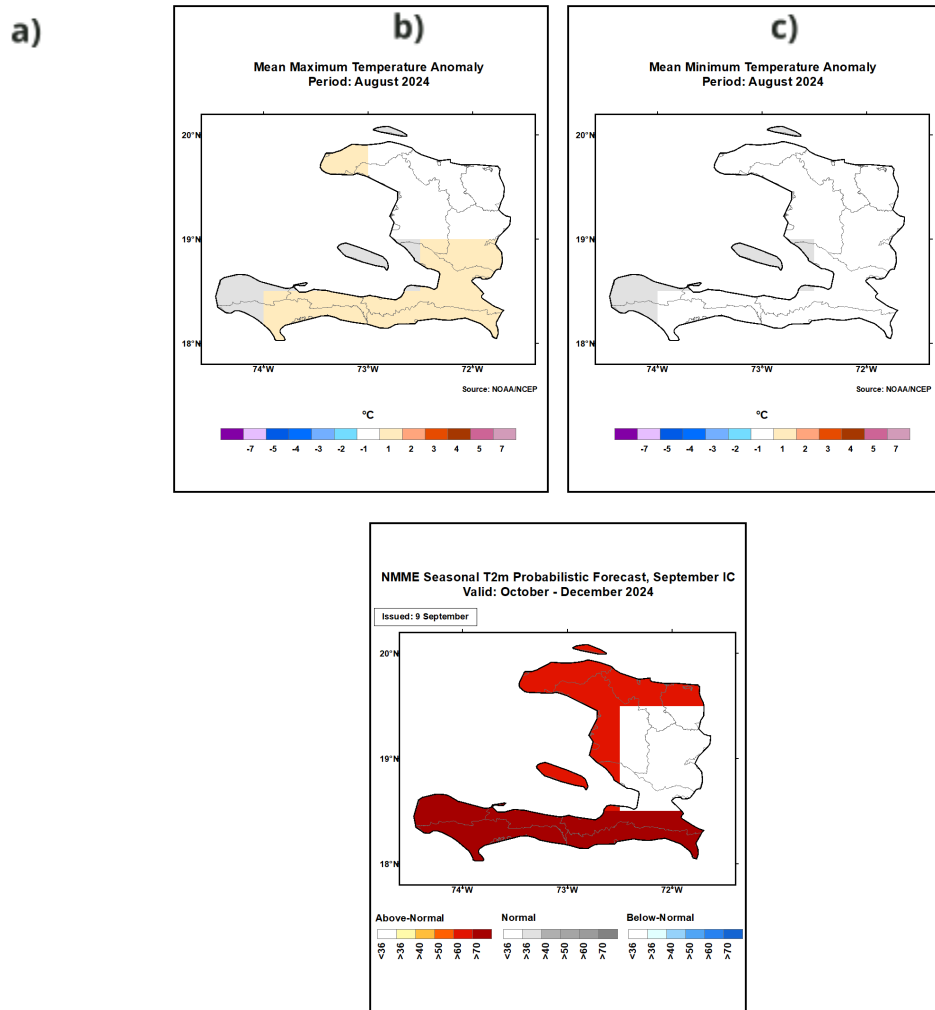 a)
b)
c)
Mean Maximum Temperature Anomaly
Period: August 2024
20°N
19°N
18°N
74°W 73°W 72°W
Source: NOAA/NCEP
°C
-7 -5 -4 -3 -2 -1 1 2 3 4 5 7
Mean Minimum Temperature Anomaly
Period: August 2024
20°N
19°N
18°N
74°W 73°W 72°W
Source: NOAA/NCEP
°C
-7 -5 -4 -3 -2 -1 1 2 3 4 5 7
NMME Seasonal T2m Probabilistic Forecast, September IC
Valid: October - December 2024
Issued: 9 September
20°N
19°N
18°N
74°W 73°W 72°W
Above-Normal
<36 >36 >40 >50 >60 >70
Normal
<36 >36 >40 >50 >60 >70
Below-Normal
<36 >36 >40 >50 >60 >70